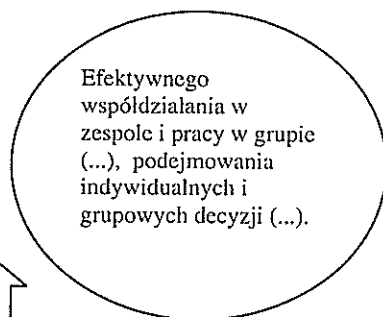 Efektywnego
współdziałania w
zespole i pracy w grupie
(...), podejmowania
indywidualnych i
grupowych decyzji (...).